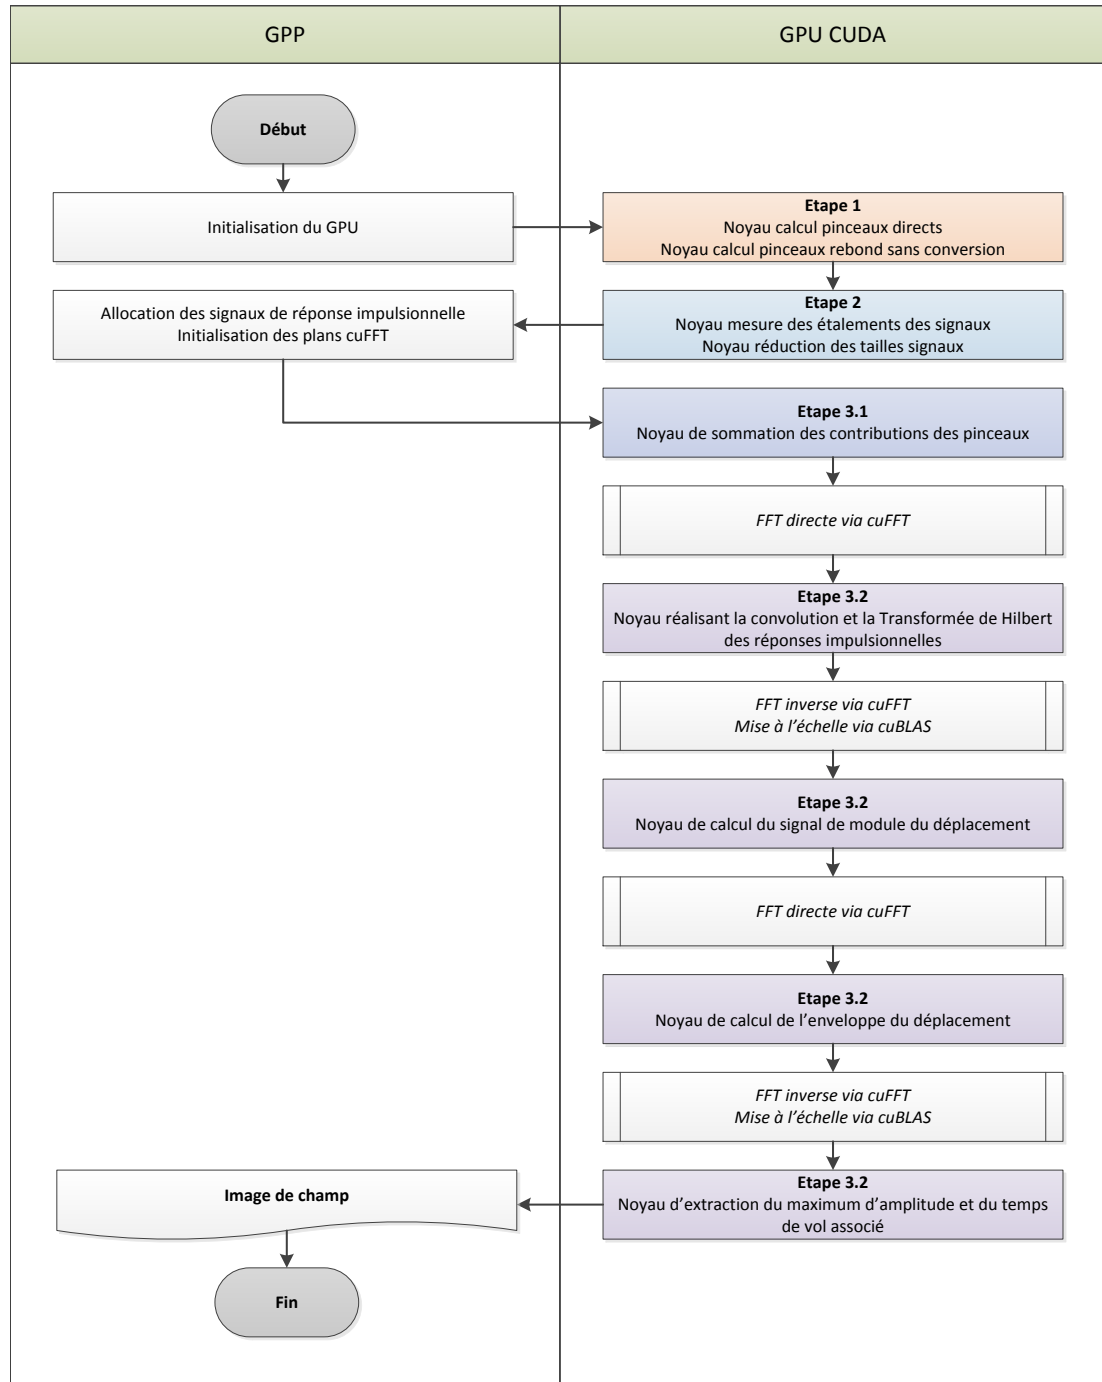 GPP
GPU CUDA
Début
Initialisation du GPU
Etape 1
Noyau calcul pinceaux directs
Noyau calcul pinceaux rebond sans conversion
Allocation des signaux de réponse impulsionnelle
Initialisation des plans cuFFT
Etape 2
Noyau mesure des étalements des signaux
Noyau réduction des tailles signaux
Etape 3.1
Noyau de sommation des contributions des pinceaux
FFT directe via cuFFT
Etape 3.2
Noyau réalisant la convolution et la Transformée de Hilbert
des réponses impulsionnelles
FFT inverse via cuFFT
Mise à l’échelle via cuBLAS
Etape 3.2
Noyau de calcul du signal de module du déplacement
FFT directe via cuFFT
Etape 3.2
Noyau de calcul de l’enveloppe du déplacement
FFT inverse via cuFFT
Mise à l’échelle via cuBLAS
Image de champ
Etape 3.2
Noyau d’extraction du maximum d’amplitude et du temps
de vol associé
Fin